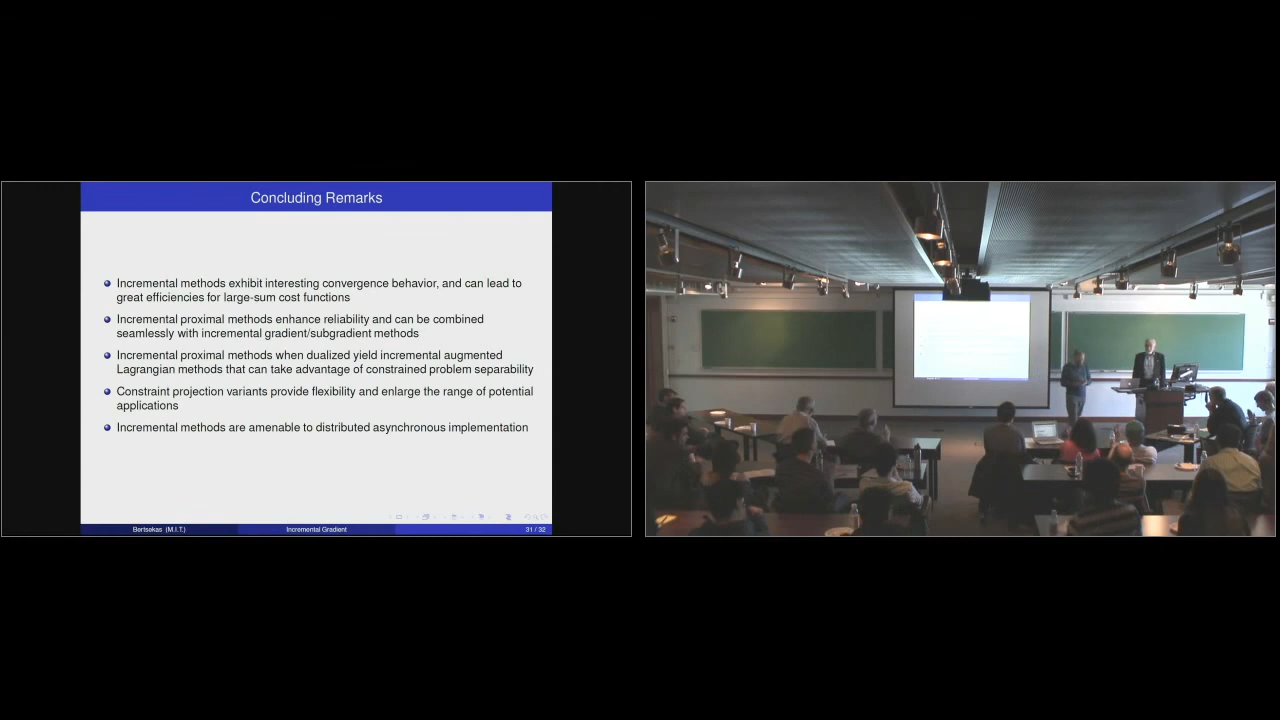 Concluding Remarks
Incremental methods exhibit interesting convergence behavior, and can lead to
great efficiencies for large-sum cost functions
Incremental proximal methods enhance reliability and can be combined
seamlessly with incremental gradient/subgradient methods
Incremental proximal methods when dualized yield incremental augmented
Lagrangian methods that can take advantage of constrained problem separability
Constraint projection variants provide flexibility and enlarge the range of potential
applications
Incremental methods are amenable to distributed asynchronous implementation
Bertsekas (M.I.T.) Incremental Gradient 31 / 32